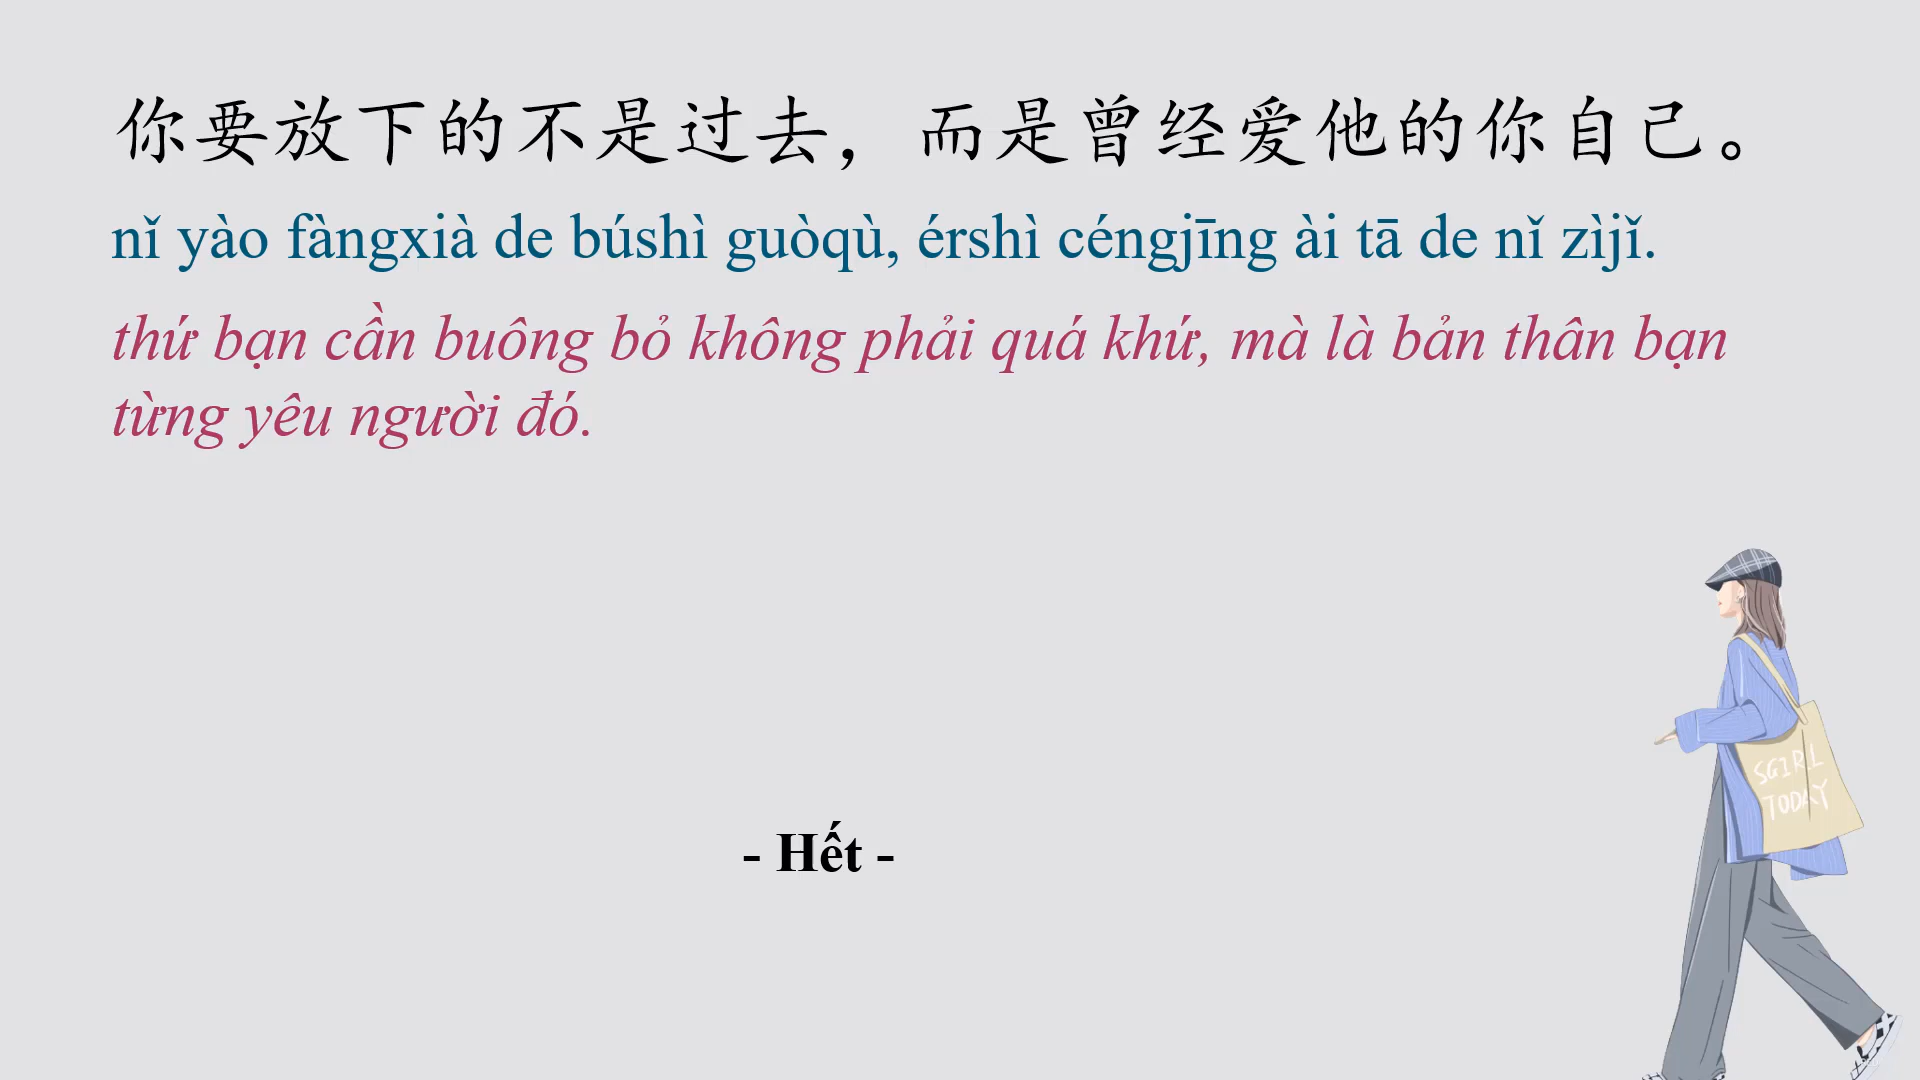 你要放下的不是过去，而是曾经爱他的你自己。
nǐ yào fàngxià de búshì guòqù, érshì céngjīng ài tā de nǐ zìjǐ.
thứ bạn cần buông bỏ không phải quá khứ, mà là bản thân bạn
từng yêu người đó.
SGIRL
TODAY
- Hết -